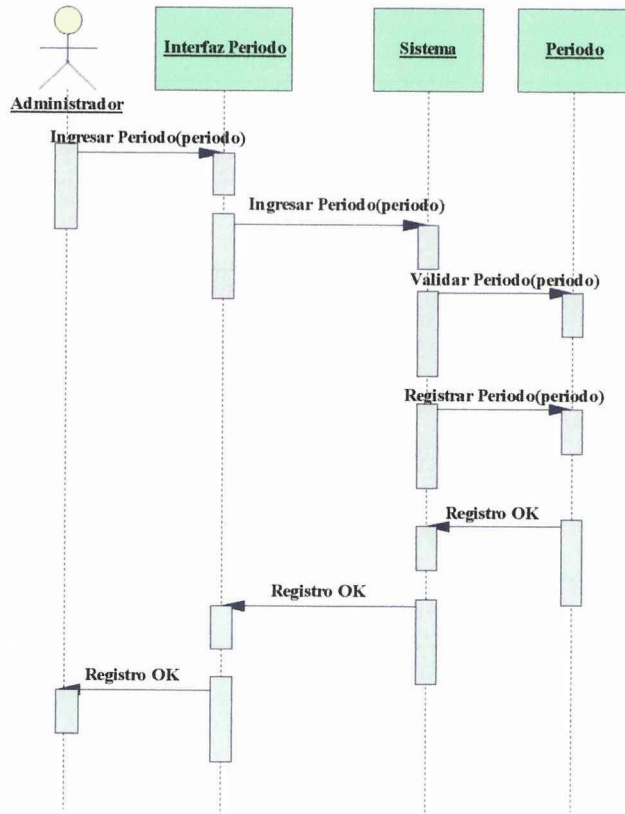 Interfaz Periodo
Sistema
Periodo
Administrador
Ingresar Periodo(periodo)
Ingresar Periodo(periodo)
Validar Periodo(periodo)
Registrar Periodo(periodo)
Registro OK
Registro OK
Registro OK